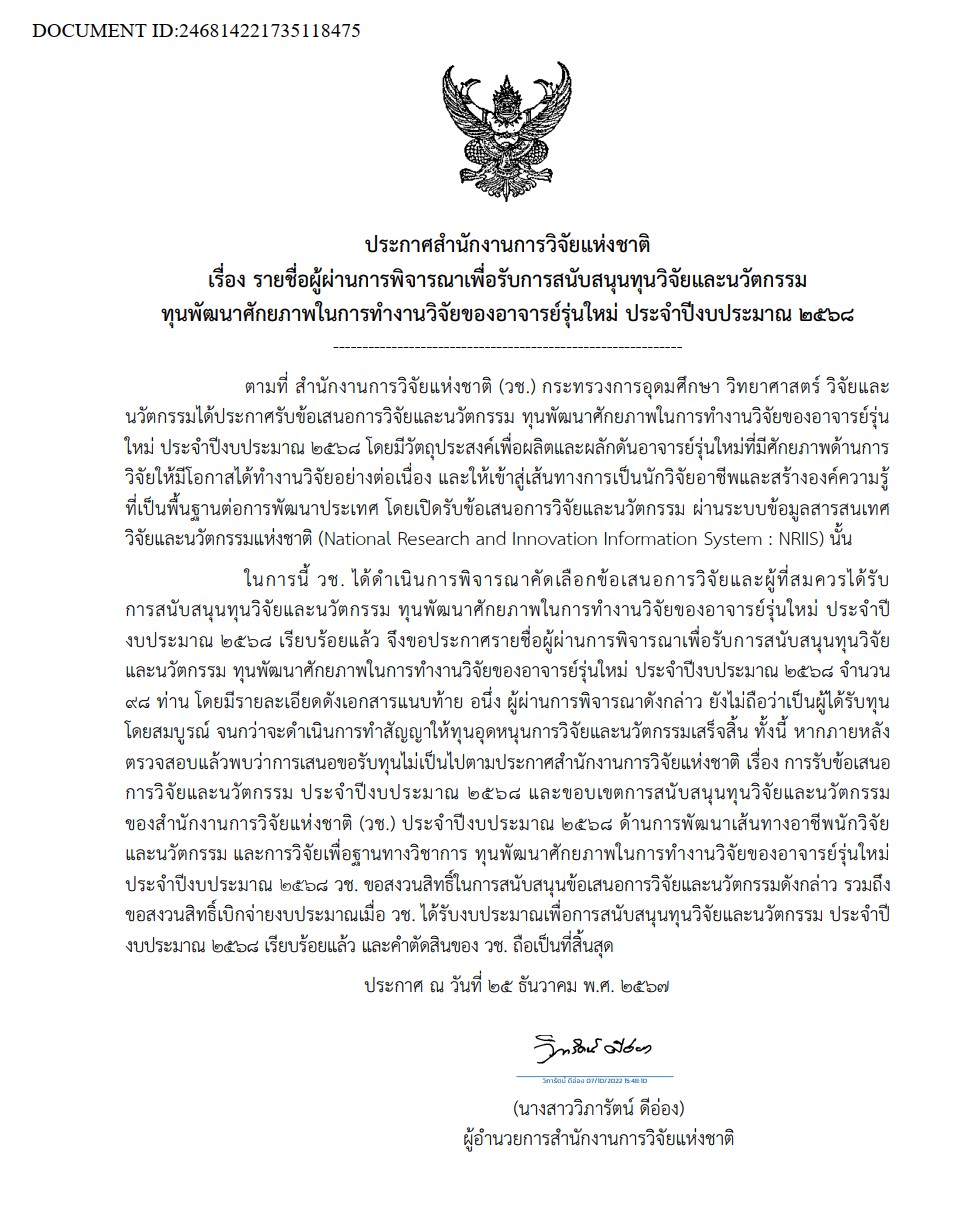 DOCUMENT ID:246814221735118475
ประกาศสำนักงานการวิจัยแห่งชาติ
เรื่อง รายชื่อผู้ผ่านการพิจารณาเพื่อรับการสนับสนุนทุนวิจัยและนวัตกรรม
ทุนพัฒนาศักยภาพในการทำงานวิจัยของอาจารย์รุ่นใหม่ ประจำปีงบประมาณ ๒๕๖๘
------------------------------------------------------------
ตามที่ สำนักงานการวิจัยแห่งชาติ (วช.) กระทรวงการอุดมศึกษา วิทยาศาสตร์ วิจัยและ
นวัตกรรมได้ประกาศรับข้อเสนอการวิจัยและนวัตกรรม ทุนพัฒนาศักยภาพในการทำงานวิจัยของอาจารย์รุ่น
ใหม่ ประจำปีงบประมาณ ๒๕๖๘ โดยมีวัตถุประสงค์เพื่อผลิตและผลักดันอาจารย์รุ่นใหม่ที่มีศักยภาพด้านการ
วิจัยให้มีโอกาสได้ทำงานวิจัยอย่างต่อเนื่อง และให้เข้าสู่เส้นทางการเป็นนักวิจัยอาชีพและสร้างองค์ความรู้
ที่เป็นพื้นฐานต่อการพัฒนาประเทศ โดยเปิดรับข้อเสนอการวิจัยและนวัตกรรม ผ่านระบบข้อมูลสารสนเทศ
วิจัยและนวัตกรรมแห่งชาติ (National Research and Innovation Information System : NRIIS) นั้น
ในการนี้ วช. ได้ดำเนินการพิจารณาคัดเลือกข้อเสนอการวิจัยและผู้ที่สมควรได้รับ
การสนับสนุนทุนวิจัยและนวัตกรรม ทุนพัฒนาศักยภาพในการทำงานวิจัยของอาจารย์รุ่นใหม่ ประจำปี
งบประมาณ ๒๕๖๘ เรียบร้อยแล้ว จึงขอประกาศรายชื่อผู้ผ่านการพิจารณาเพื่อรับการสนับสนุนทุนวิจัย
และนวัตกรรม ทุนพัฒนาศักยภาพในการทำงานวิจัยของอาจารย์รุ่นใหม่ ประจำปีงบประมาณ ๒๕๖๘ จำนวน
๙๘ ท่าน โดยมีรายละเอียดดังเอกสารแนบท้าย อนึ่ง ผู้ผ่านการพิจารณาดังกล่าว ยังไม่ถือว่าเป็นผู้ได้รับทุน
โดยสมบูรณ์ จนกว่าจะดำเนินการทำสัญญาให้ทุนอุดหนุนการวิจัยและนวัตกรรมเสร็จสิ้น ทั้งนี้ หากภายหลัง
ตรวจสอบแล้วพบว่าการเสนอขอรับทุนไม่เป็นไปตามประกาศสำนักงานการวิจัยแห่งชาติ เรื่อง การรับข้อเสนอ
การวิจัยและนวัตกรรม ประจำปีงบประมาณ ๒๕๖๘ และขอบเขตการสนับสนุนทุนวิจัยและนวัตกรรม
ของสำนักงานการวิจัยแห่งชาติ (วช.) ประจำปีงบประมาณ ๒๕๖๘ ด้านการพัฒนาเส้นทางอาชีพนักวิจัย
และนวัตกรรม และการวิจัยเพื่อฐานทางวิชาการ ทุนพัฒนาศักยภาพในการทำงานวิจัยของอาจารย์รุ่นใหม่
ประจำปีงบประมาณ ๒๕๖๘ วช. ขอสงวนสิทธิ์ในการสนับสนุนข้อเสนอการวิจัยและนวัตกรรมดังกล่าว รวมถึง
ขอสงวนสิทธิ์เบิกจ่ายงบประมาณเมื่อ วช. ได้รับงบประมาณเพื่อการสนับสนุนทุนวิจัยและนวัตกรรม ประจำปี
งบประมาณ ๒๕๖๘ เรียบร้อยแล้ว และคำตัดสินของ วช. ถือเป็นที่สิ้นสุด
ประกาศ ณ วันที่ ๒๕ ธันวาคม พ.ศ. ๒๕๖๗
วิภารัตน์ ดีอ่อง
วิภารัตน์ ดีอ่อง 07/10/2022 15:48:10
(นางสาววิภารัตน์ ดีอ่อง)
ผู้อำนวยการสำนักงานการวิจัยแห่งชาติ